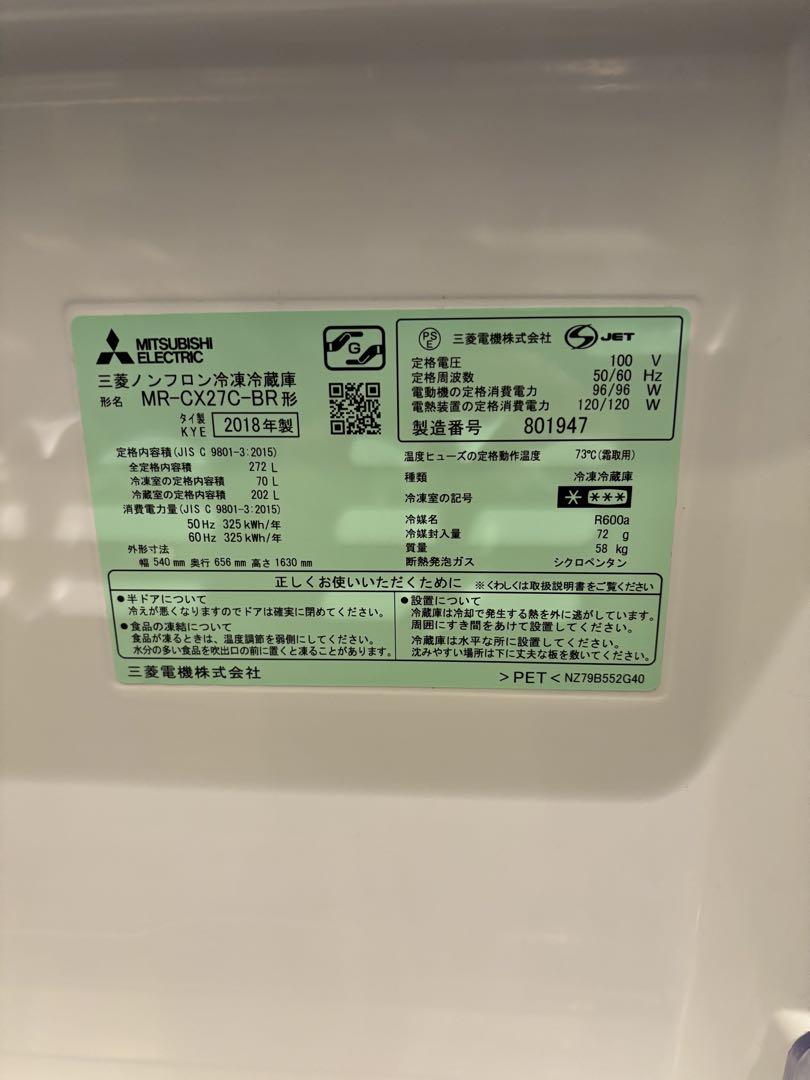 MITSUBISHI
ELECTRIC
三菱ノンフロン冷凍冷蔵庫
形名 MR-CX27C-BR形
タイ製
KYE 2018年製
G
定格内容積(JIS C 9801-3:2015)
全定格内容積 272 L
冷凍室の定格内容積 70 L
冷蔵室の定格内容積 202 L
消費電力量(JIS C 9801-3:2015)
50Hz 325kWh/年
60Hz 325kWh/年
外形寸法
幅 540mm 奥行 656mm 高さ 1630mm
PSE 三菱電機株式会社 S JET
定格電圧 100 V
定格周波数 50/60 Hz
電動機の定格消費電力 96/96 W
電熱装置の定格消費電力 120/120 W
製造番号 801947
温度ヒューズの定格動作温度 73℃(霜取用)
種類 冷凍冷蔵庫
冷凍室の記号 * ***
冷媒名 R600a
冷媒封入量 72 g
質量 58 kg
断熱発泡ガス シクロペンタン
正しくお使いいただくために ※くわしくは取扱説明書をご覧ください
●半ドアについて
冷えが悪くなりますのでドアは確実に閉めてください。
●食品の凍結について
食品が凍るときは、温度調節を弱側にしてください。
水分の多い食品を吹出口の前に置くと凍ることがあります。
●設置について
冷蔵庫は冷却で発生する熱を外に逃がしています。
周囲にすき間をあけて設置してください。
冷蔵庫は水平な所に設置してください。
沈みやすい場所は下に丈夫な板を敷いてください。
三菱電機株式会社
>PET< NZ79B552G40